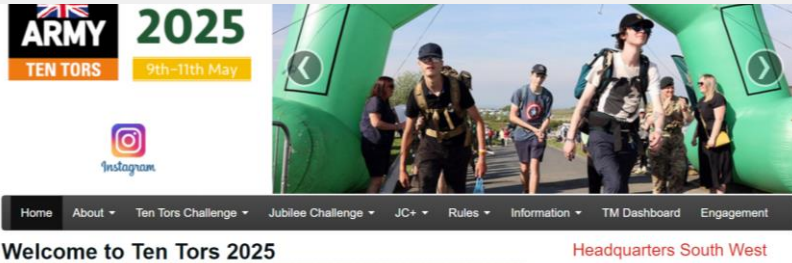 ARMY
TEN TORS
2025
9th–11th May
Instagram
Home About Ten Tors Challenge Jubilee Challenge JC+ Rules Information TM Dashboard Engagement
Welcome to Ten Tors 2025
Headquarters South West